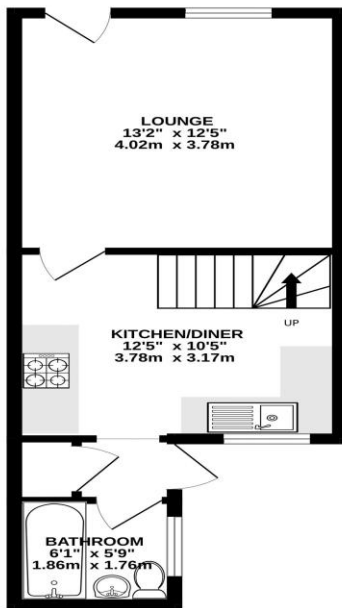 LOUNGE
13'2" x 12'5"
4.02m x 3.78m
UP
KITCHEN/DINER
12'5" x 10'5"
3.78m x 3.17m
BATHROOM
6'1" x 5'9"
1.86m x 1.76m